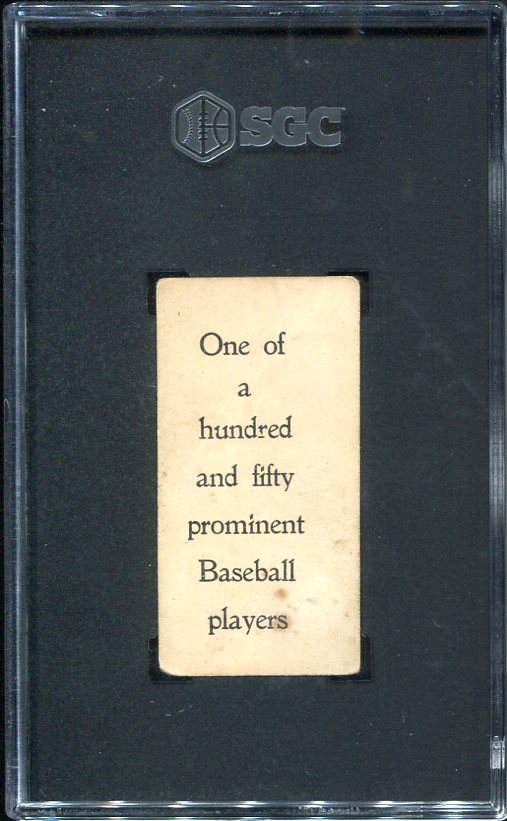 SGC
One of
a
hundred
and fifty
prominent
Baseball
players